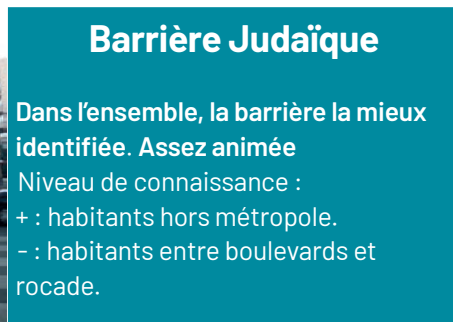 Barrière Judaïque
Dans l'ensemble, la barrière la mieux
identifiée. Assez animée
Niveau de connaissance :
+ : habitants hors métropole.
- : habitants entre boulevards et
rocade.